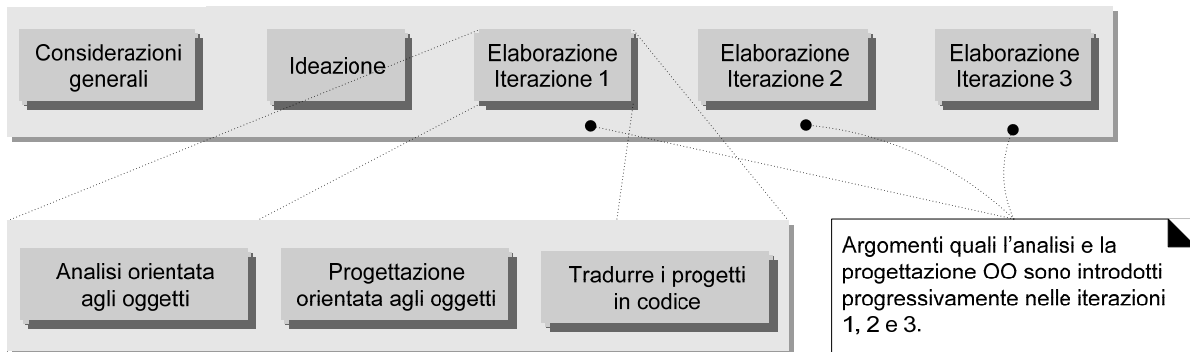 Considerazioni
generali
Ideazione
Elaborazione
Iterazione 1
Elaborazione
Iterazione 2
Elaborazione
Iterazione 3
Analisi orientata
agli oggetti
Progettazione
orientata agli oggetti
Tradurre i progetti
in codice
Argomenti quali l'analisi e la
progettazione OO sono introdotti
progressivamente nelle iterazioni
1, 2 e 3.